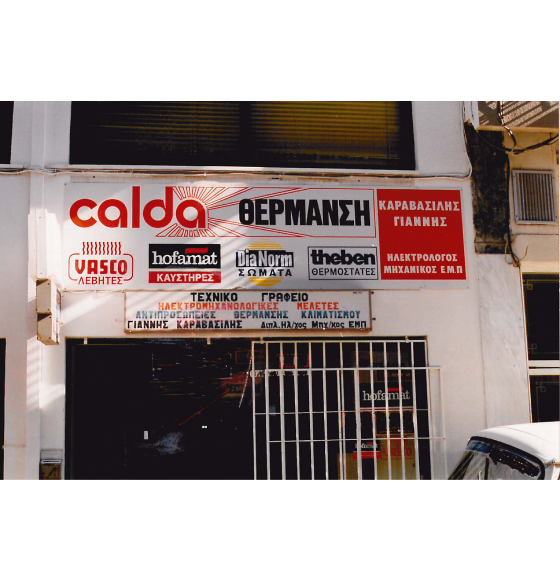 calda ΘΕΡΜΑΝΣΗ
ΚΑΡΑΒΑΣΙΛΗΣ
ΓΙΑΝΝΗΣ
ΗΛΕΚΤΡΟΛΟΓΟΣ
ΜΗΧΑΝΙΚΟΣ Ε.Μ.Π
VASCO
ΛΕΒΗΤΕΣ
hofamat
ΚΑΥΣΤΗΡΕΣ
DiaNorm
ΣΩΜΑΤΑ
theben
ΘΕΡΜΟΣΤΑΤΕΣ
ΤΕΧΝΙΚΟ ΓΡΑΦΕΙΟ
ΗΛΕΚΤΡΟΜΗΧΑΝΟΛΟΓΙΚΕΣ ΜΕΛΕΤΕΣ
ΑΝΤΙΠΡΟΣΩΠΕΙΕΣ ΘΕΡΜΑΝΣΗΣ ΚΛΙΜΑΤΙΣΜΟΥ
ΓΙΑΝΝΗΣ ΚΑΡΑΒΑΣΙΛΗΣ Διπλ.Ηλ/χος Μηχ/κος ΕΜΠ
hofamat